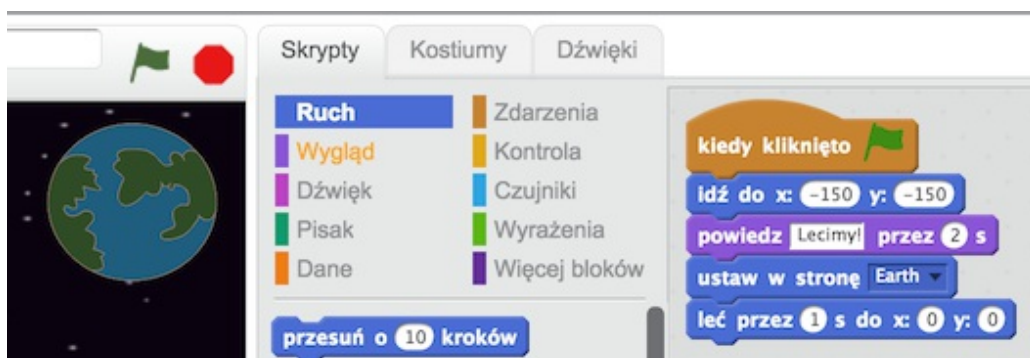 Skrypty Kostiumy Dźwięki
Ruch Zdarzenia
Wygląd Kontrola
Dźwięk Czujniki
Pisak Wyrażenia
Dane Więcej bloków
przesuń o 10 kroków
kiedy kliknięto
idź do x: -150 y: -150
powiedz Lecimy! przez 2 s
ustaw w stronę Earth
leć przez 1 s do x: 0 y: 0